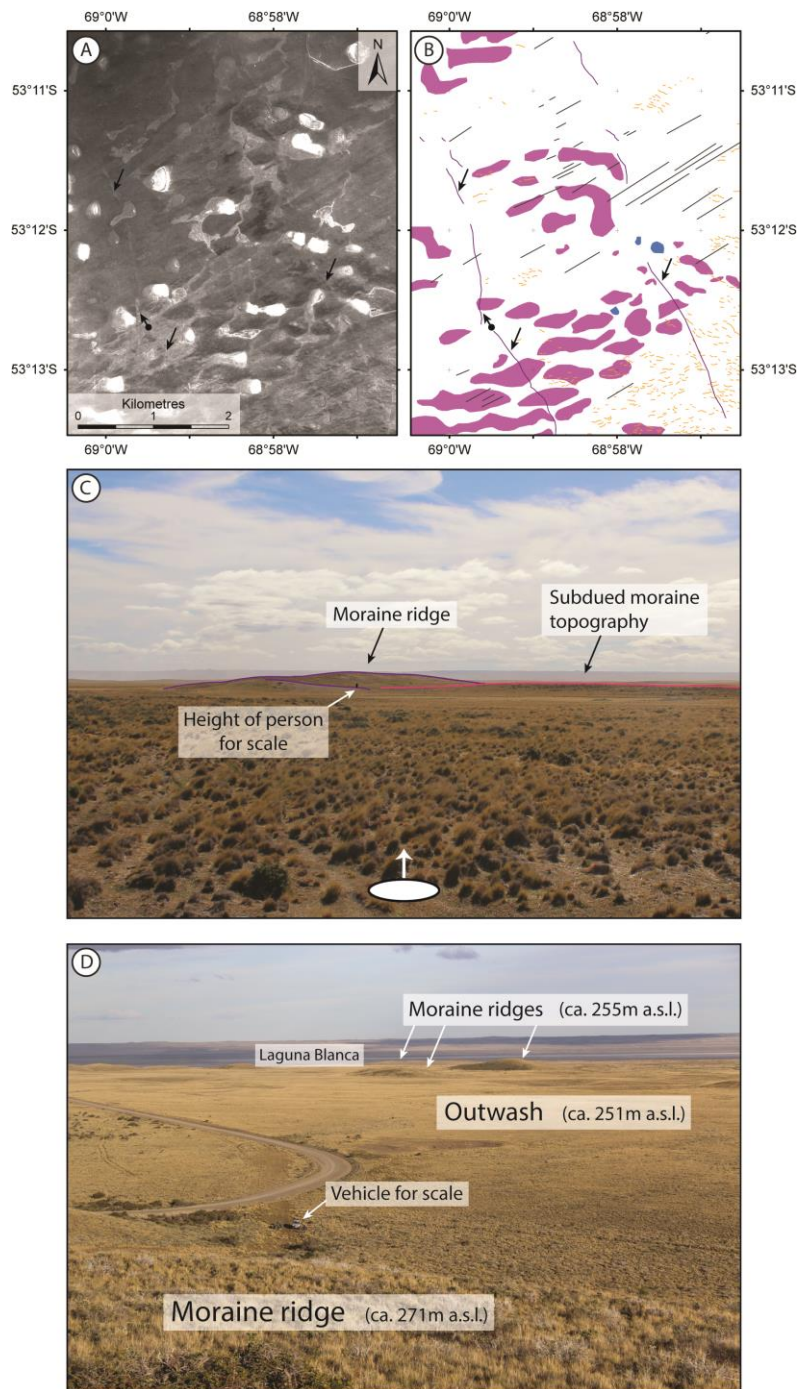 69°0'W 68°58'W 69°0'W 68°58'W
A
N
B
53°11'S 53°11'S
53°12'S 53°12'S
53°13'S 53°13'S
Kilometres
0 1 2
69°0'W 68°58'W 69°0'W 68°58'W
C
Moraine ridge
Subdued moraine
topography
Height of person
for scale
D
Moraine ridges (ca. 255m a.s.l.)
Laguna Blanca
Outwash (ca. 251m a.s.l.)
Vehicle for scale
Moraine ridge (ca. 271m a.s.l.)